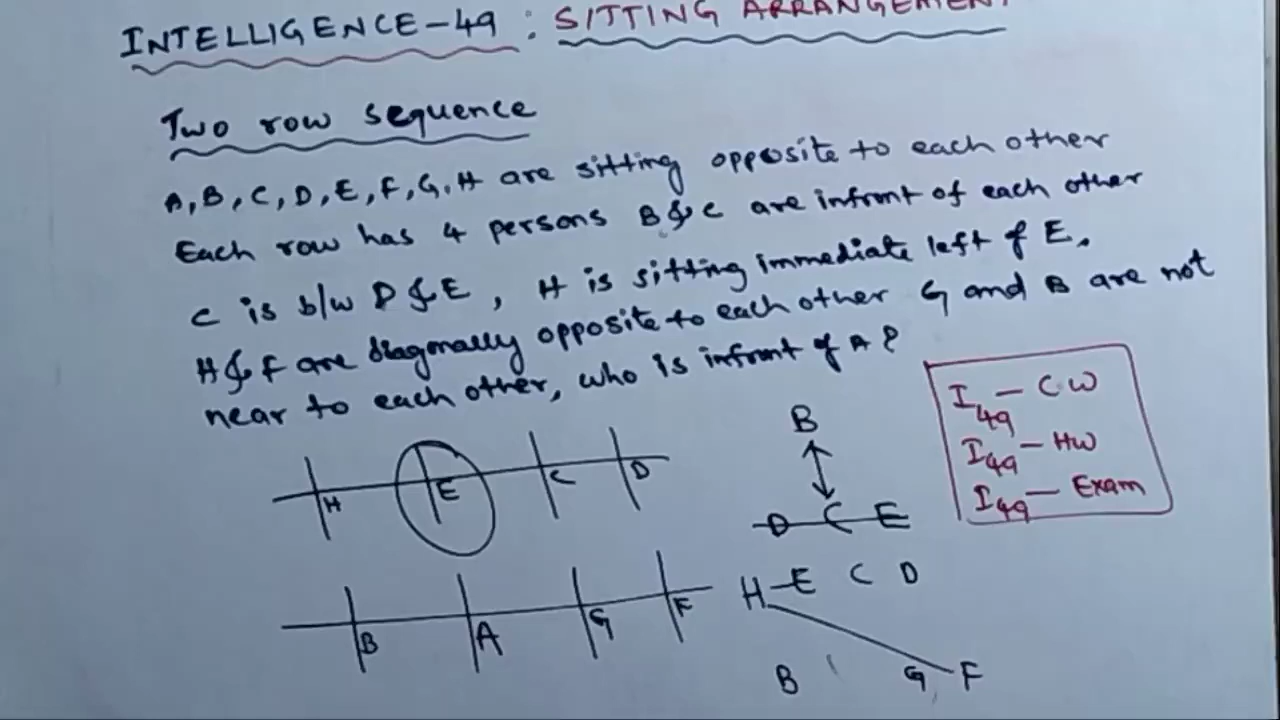 INTELLIGENCE-49 : SITTING ARRANGEMENT
Two row sequence
A, B, C, D, E, F, G, H are sitting opposite to each other
Each row has 4 persons B & C are infront of each other
C is b/w D & E, H is sitting immediate left of E.
H & F are diagonally opposite to each other G and B are not
near to each other, who is infront of A?
H E C D
B A G F
B
D C E
H E C D
B G F
I49 - CW
I49 - HW
I49 - Exam